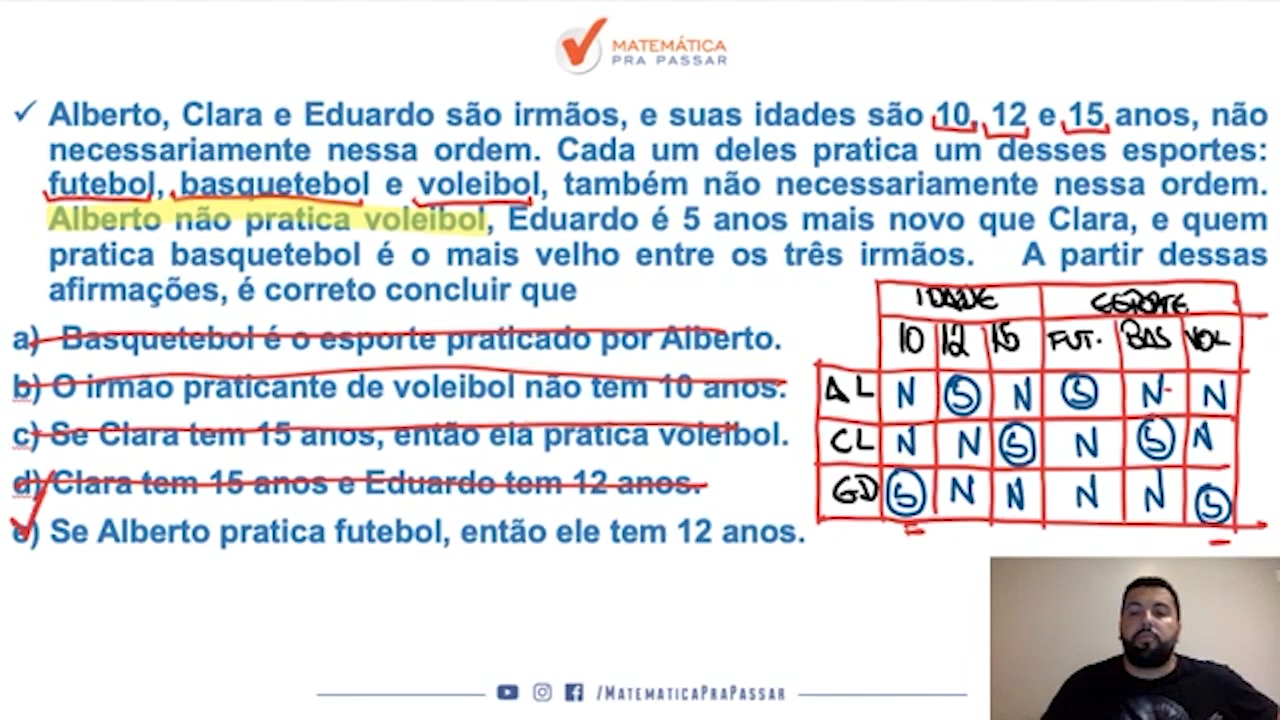 MATEMÁTICA
PRA PASSAR
✓ Alberto, Clara e Eduardo são irmãos, e suas idades são 10, 12 e 15 anos, não
necessariamente nessa ordem. Cada um deles pratica um desses esportes:
futebol, basquetebol e voleibol, também não necessariamente nessa ordem.
Alberto não pratica voleibol, Eduardo é 5 anos mais novo que Clara, e quem
pratica basquetebol é o mais velho entre os três irmãos. A partir dessas
afirmações, é correto concluir que
a) Basquetebol é o esporte praticado por Alberto.
b) O irmão praticante de voleibol não tem 10 anos.
c) Se Clara tem 15 anos, então ela pratica voleibol.
d) Clara tem 15 anos e Eduardo tem 12 anos.
e) Se Alberto pratica futebol, então ele tem 12 anos.
IDADE ESPORTE
10 12 15 FUT. BAS VOL
AL N S N S N N
CL N N S N S N
ED S N N N N S
/MATEMATICAPRAPASSAR